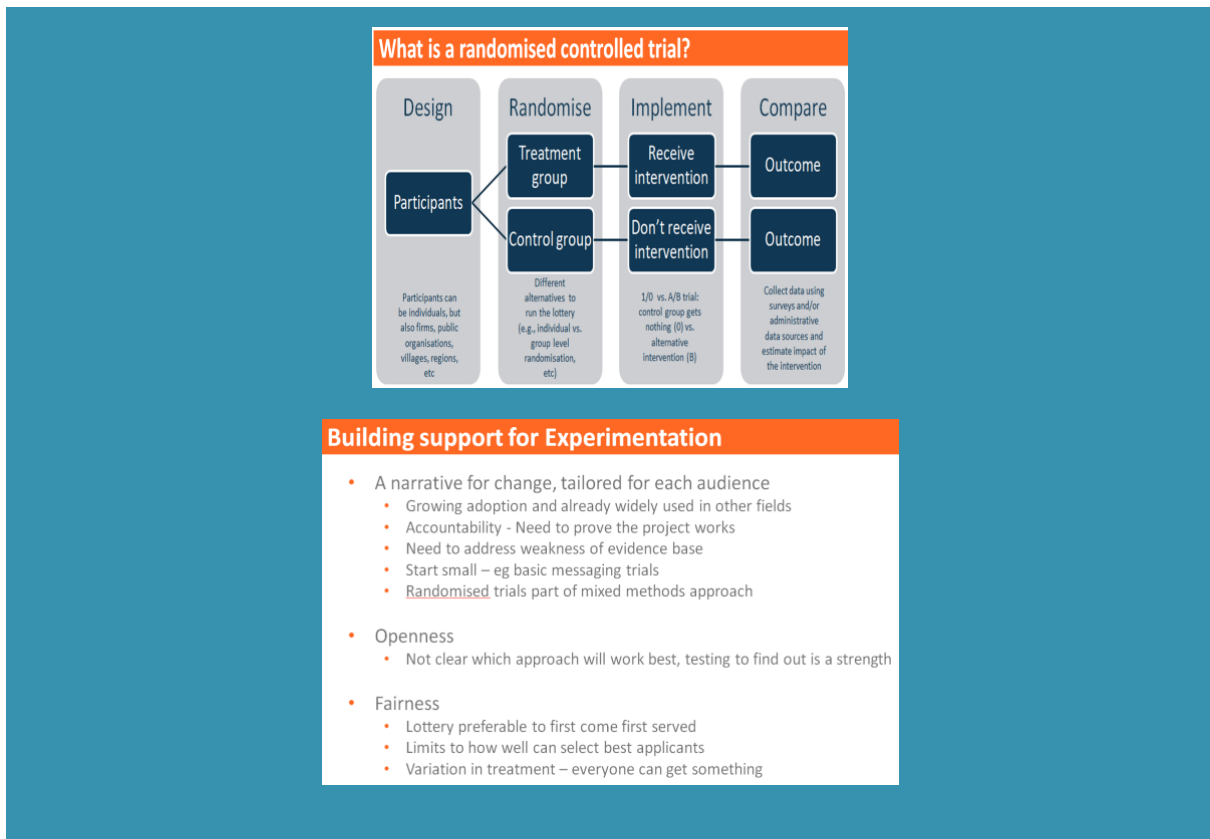 What is a randomised controlled trial?
Design
Participants
Participants can
be individuals, but
also firms, public
organisations,
villages, regions,
etc
Randomise
Treatment
group
Control group
Different
alternatives to
run the lottery
(e.g., individual vs.
group level
randomisation,
etc)
Implement
Receive
intervention
Don't receive
intervention
1/0 vs. A/B trial:
control group gets
nothing (0) vs.
alternative
intervention (B)
Compare
Outcome
Outcome
Collect data using
surveys and/or
administrative
data sources and
estimate impact of
the intervention
Building support for Experimentation
• A narrative for change, tailored for each audience
• Growing adoption and already widely used in other fields
• Accountability - Need to prove the project works
• Need to address weakness of evidence base
• Start small – eg basic messaging trials
• Randomised trials part of mixed methods approach
• Openness
• Not clear which approach will work best, testing to find out is a strength
• Fairness
• Lottery preferable to first come first served
• Limits to how well can select best applicants
• Variation in treatment – everyone can get something